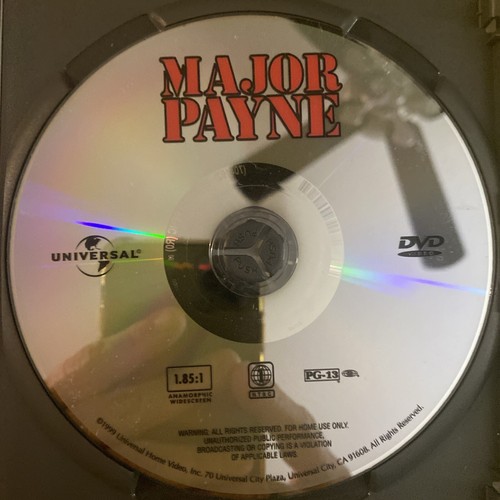 MAJOR
PAYNE
UNIVERSAL®
DVD
VIDEO
1.85:1
ANAMORPHIC
WIDESCREEN
NTSC
PG-13
WARNING: ALL RIGHTS RESERVED. FOR HOME USE ONLY.
UNAUTHORIZED PUBLIC PERFORMANCE,
BROADCASTING OR COPYING IS A VIOLATION
OF APPLICABLE LAWS.
©1999 Universal Home Video, Inc. 70 Universal City Plaza, Universal City, CA 91608. All Rights Reserved.